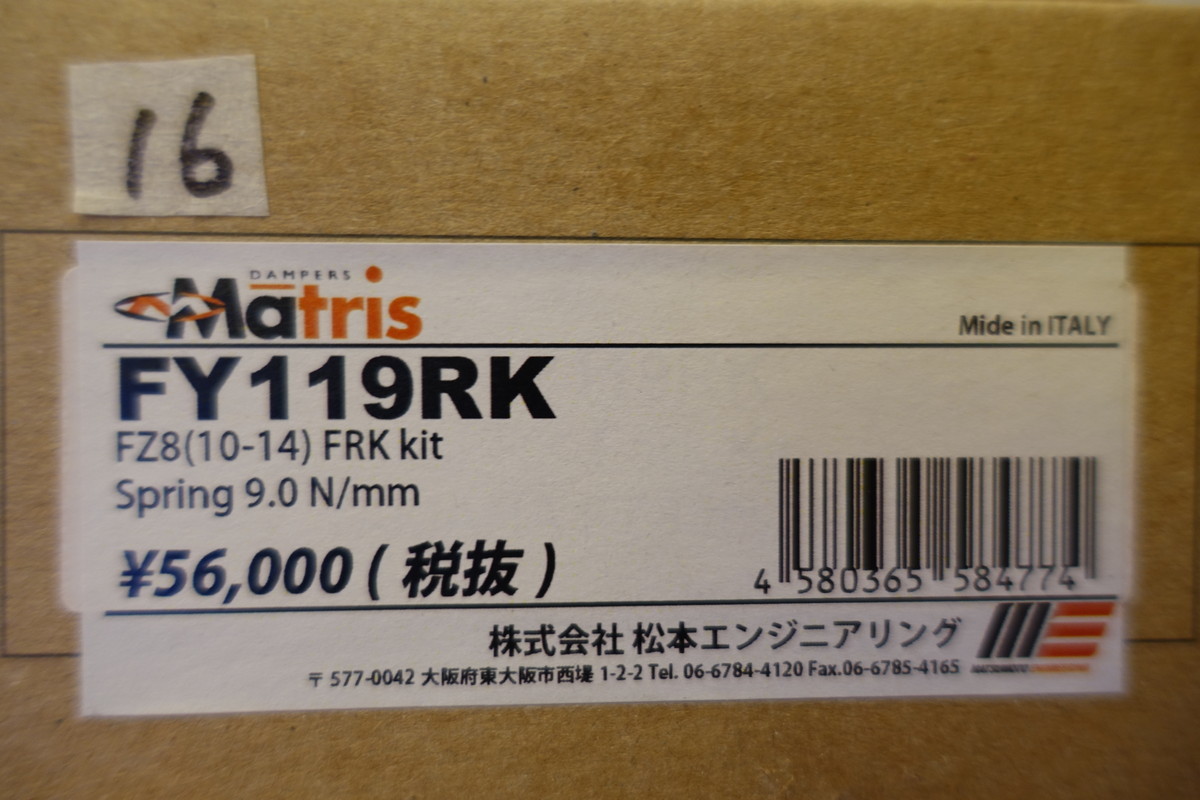 16
DAMPERS
Matris
Mide in ITALY
FY119RK
FZ8(10-14) FRK kit
Spring 9.0 N/mm
¥56,000 ( 税抜 )
4 580365 584774
株式会社 松本エンジニアリング
〒577-0042 大阪府東大阪市西堤 1-2-2 Tel. 06-6784-4120 Fax.06-6785-4165
MATSUMOTO ENGINEERING